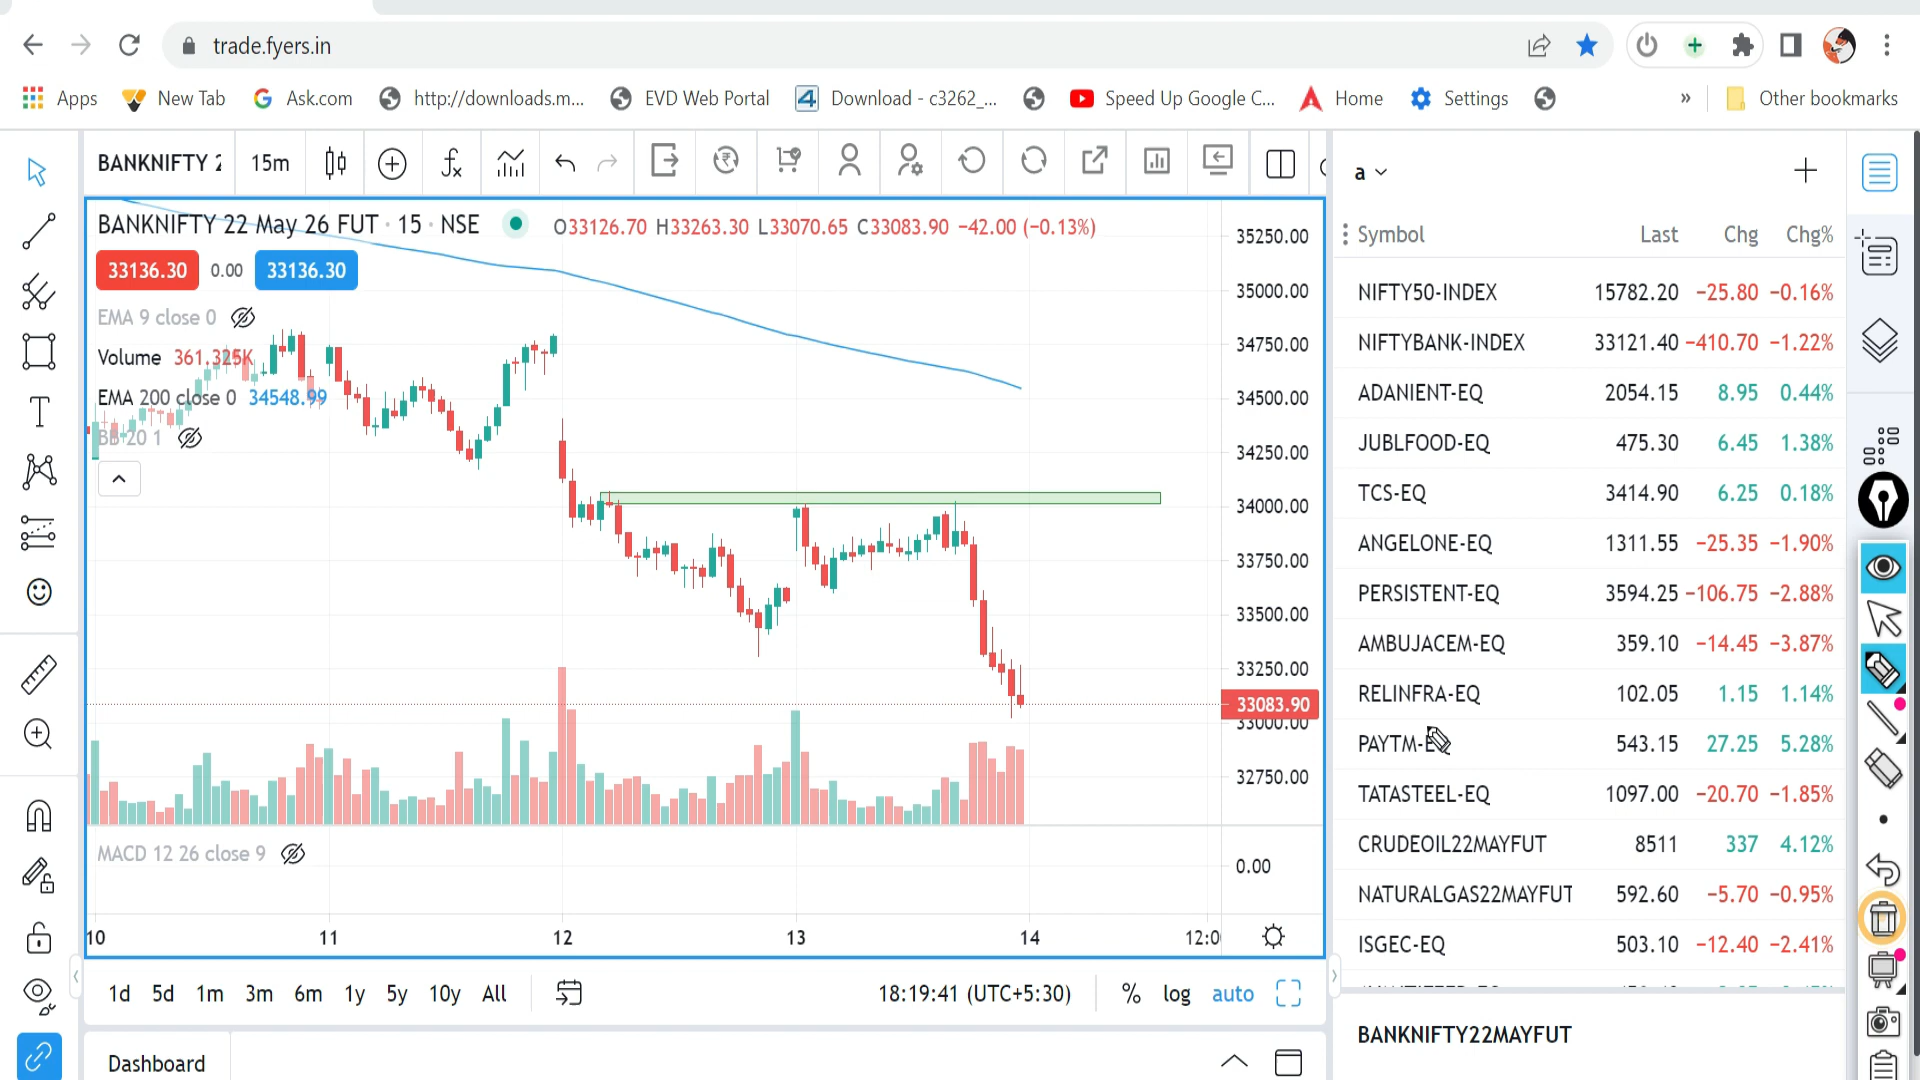 trade.fyers.in
Apps New Tab Ask.com http://downloads.m... EVD Web Portal Download - c3262_... Speed Up Google C... Home Settings » Other bookmarks
BANKNIFTY 2 15m
BANKNIFTY 22 May 26 FUT · 15 · NSE O33126.70 H33263.30 L33070.65 C33083.90 −42.00 (−0.13%)
33136.30 0.00 33136.30
EMA 9 close 0
Volume 361.325K
EMA 200 close 0 34548.99
BB 20 1
35250.00
35000.00
34750.00
34500.00
34250.00
34000.00
33750.00
33500.00
33250.00
33083.90
33000.00
32750.00
MACD 12 26 close 9
0.00
10 11 12 13 14 12:0
1d 5d 1m 3m 6m 1y 5y 10y All 18:19:41 (UTC+5:30) % log auto
Dashboard
a
Symbol Last Chg Chg%
NIFTY50-INDEX 15782.20 −25.80 −0.16%
NIFTYBANK-INDEX 33121.40 −410.70 −1.22%
ADANIENT-EQ 2054.15 8.95 0.44%
JUBLFOOD-EQ 475.30 6.45 1.38%
TCS-EQ 3414.90 6.25 0.18%
ANGELONE-EQ 1311.55 −25.35 −1.90%
PERSISTENT-EQ 3594.25 −106.75 −2.88%
AMBUJACEM-EQ 359.10 −14.45 −3.87%
RELINFRA-EQ 102.05 1.15 1.14%
PAYTM-EQ 543.15 27.25 5.28%
TATASTEEL-EQ 1097.00 −20.70 −1.85%
CRUDEOIL22MAYFUT 8511 337 4.12%
NATURALGAS22MAYFUT 592.60 −5.70 −0.95%
ISGEC-EQ 503.10 −12.40 −2.41%
BANKNIFTY22MAYFUT